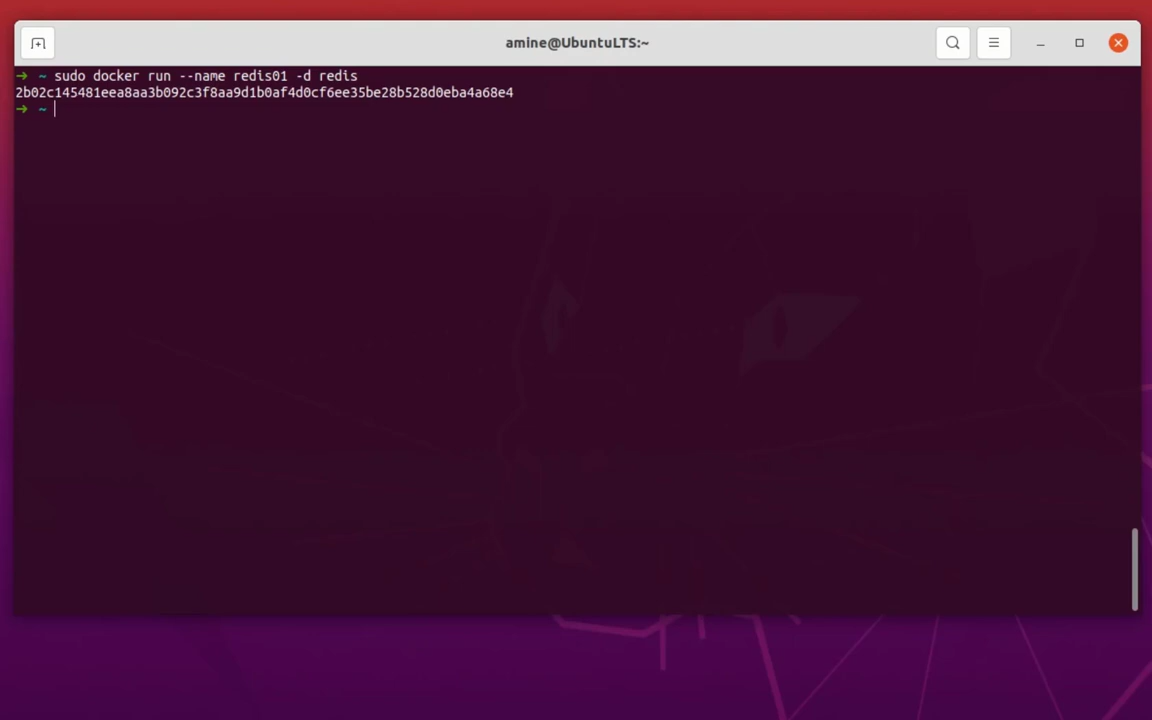 amine@UbuntuLTS:~
➜ ~ sudo docker run --name redis01 -d redis
2b02c145481eea8aa3b092c3f8aa9d1b0af4d0cf6ee35be28b528d0eba4a68e4
➜ ~